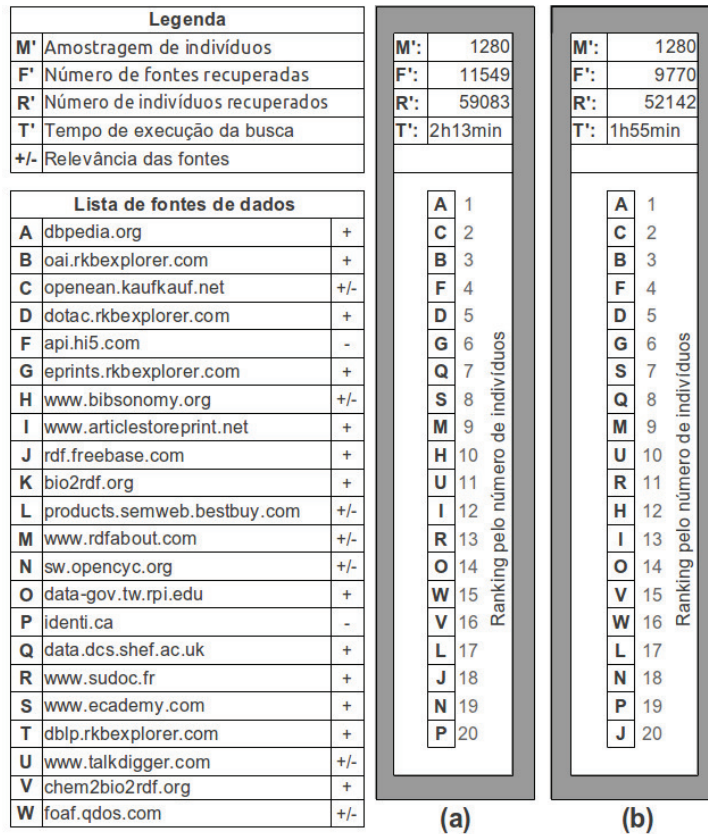 Legenda
M' Amostragem de indivíduos
F' Número de fontes recuperadas
R' Número de indivíduos recuperados
T' Tempo de execução da busca
+/- Relevância das fontes
Lista de fontes de dados
A dbpedia.org +
B oai.rkbexplorer.com +
C openean.kaufkauf.net +/-
D dotac.rkbexplorer.com +
F api.hi5.com -
G eprints.rkbexplorer.com +
H www.bibsonomy.org +/-
I www.articlestoreprint.net +
J rdf.freebase.com +
K bio2rdf.org +
L products.semweb.bestbuy.com +/-
M www.rdfabout.com +/-
N sw.opencyc.org +/-
O data-gov.tw.rpi.edu +
P identi.ca -
Q data.dcs.shef.ac.uk +
R www.sudoc.fr +
S www.ecademy.com +
T dblp.rkbexplorer.com +
U www.talkdigger.com +/-
V chem2bio2rdf.org +
W foaf.qdos.com +/-
M': 1280
F': 11549
R': 59083
T': 2h13min
A 1
C 2
B 3
F 4
D 5
G 6
Q 7
S 8
M 9
H 10
U 11
I 12
R 13
O 14
W 15
V 16
L 17
J 18
N 19
P 20
Ranking pelo número de indivíduos
(a)
M': 1280
F': 9770
R': 52142
T': 1h55min
A 1
C 2
B 3
F 4
D 5
G 6
S 7
Q 8
M 9
U 10
R 11
H 12
I 13
O 14
V 15
W 16
L 17
N 18
P 19
J 20
Ranking pelo número de indivíduos
(b)